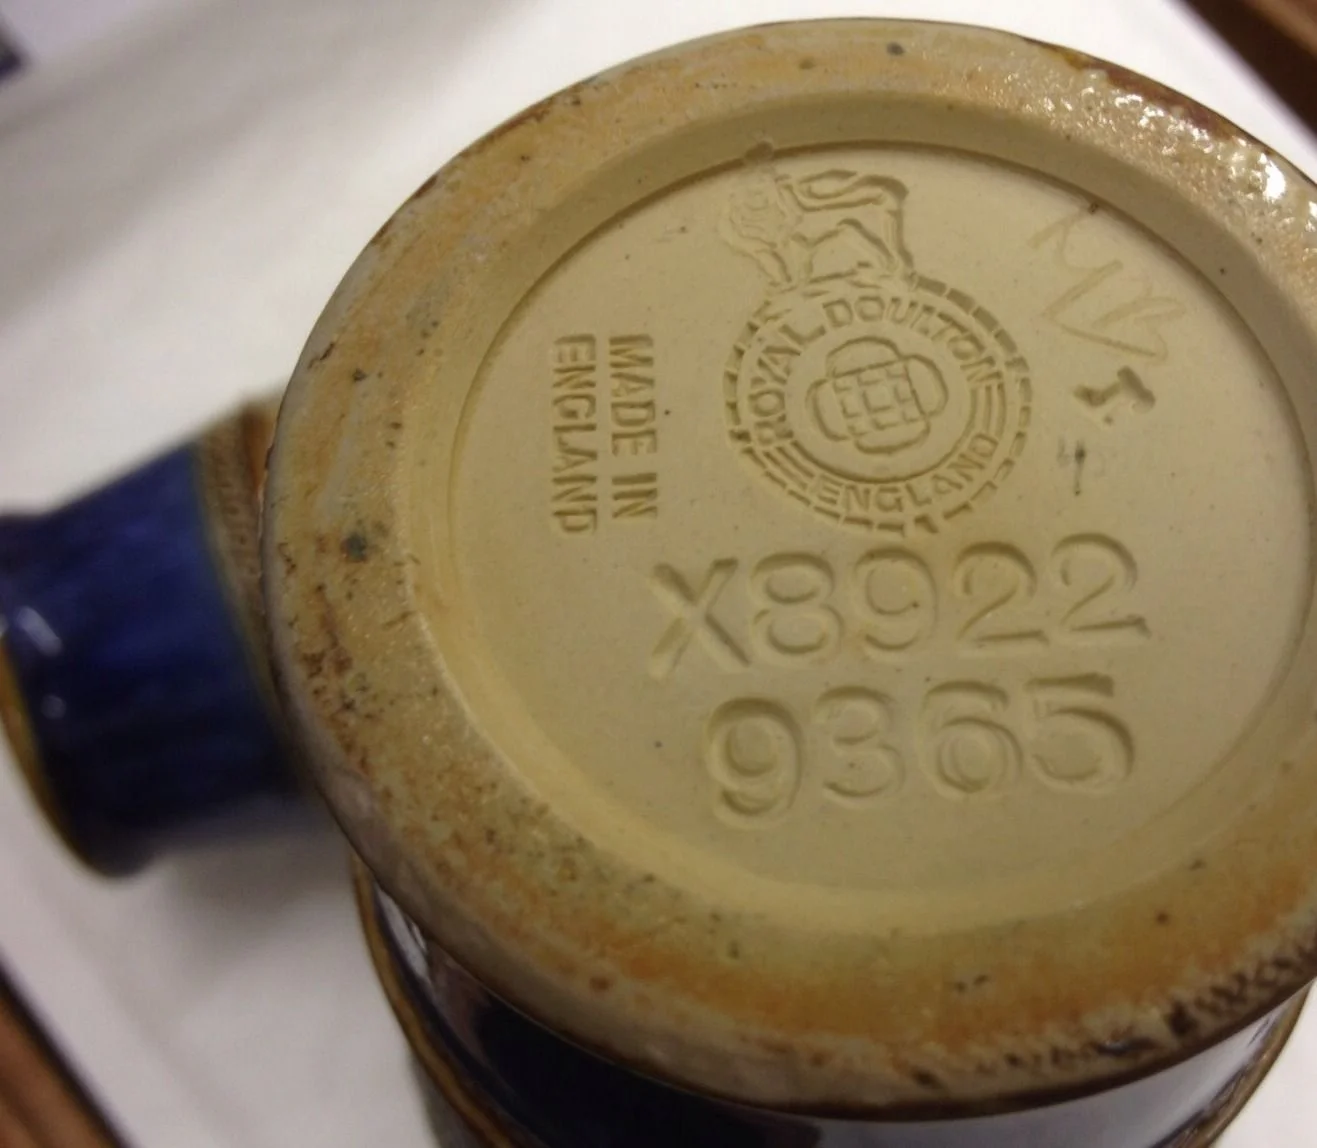 ROYAL DOULTON
ENGLAND
MADE IN
ENGLAND
X8922
9365